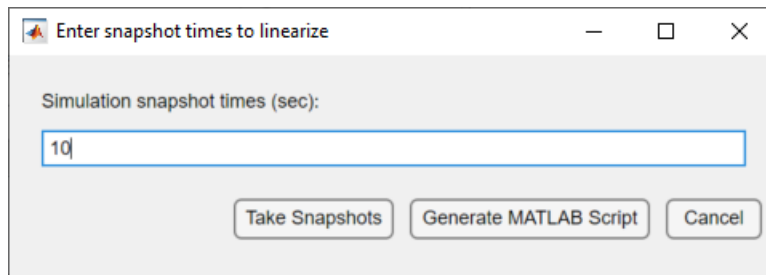 Enter snapshot times to linearize
Simulation snapshot times (sec):
10
Take Snapshots Generate MATLAB Script Cancel